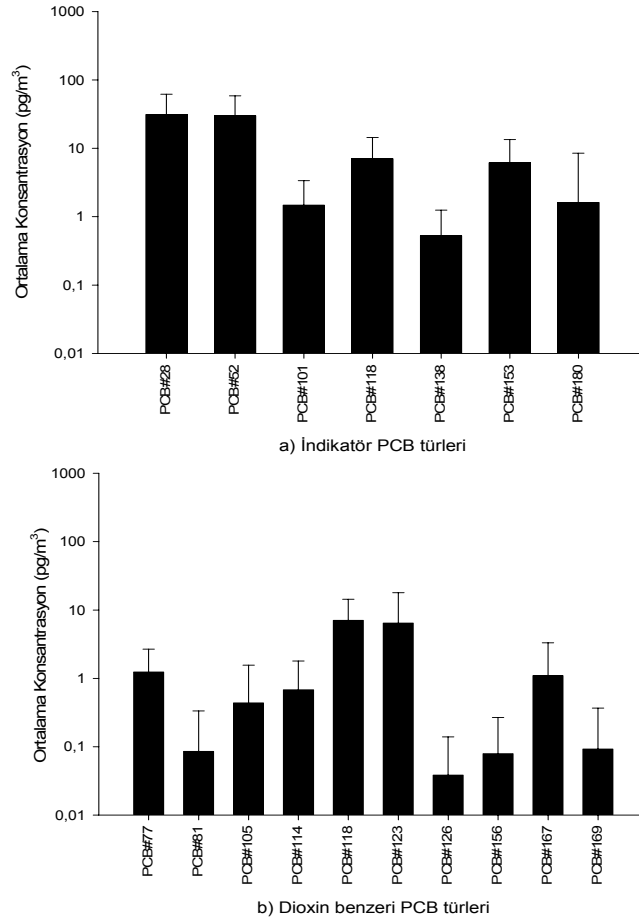 Ortalama Konsantrasyon (pg/m³)
1000
100
10
1
0,1
0,01
PCB#28
PCB#52
PCB#101
PCB#118
PCB#138
PCB#153
PCB#180
a) İndikatör PCB türleri
Ortalama Konsantrasyon (pg/m³)
1000
100
10
1
0,1
0,01
PCB#77
PCB#81
PCB#105
PCB#114
PCB#118
PCB#123
PCB#126
PCB#156
PCB#167
PCB#169
b) Dioxin benzeri PCB türleri